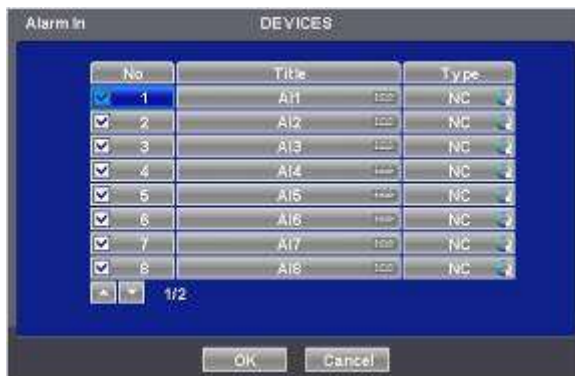 Alarm In DEVICES
No Title Type
1 AI1 NC
2 AI2 NC
3 AI3 NC
4 AI4 NC
5 AI5 NC
6 AI6 NC
7 AI7 NC
8 AI8 NC
1/2
OK Cancel